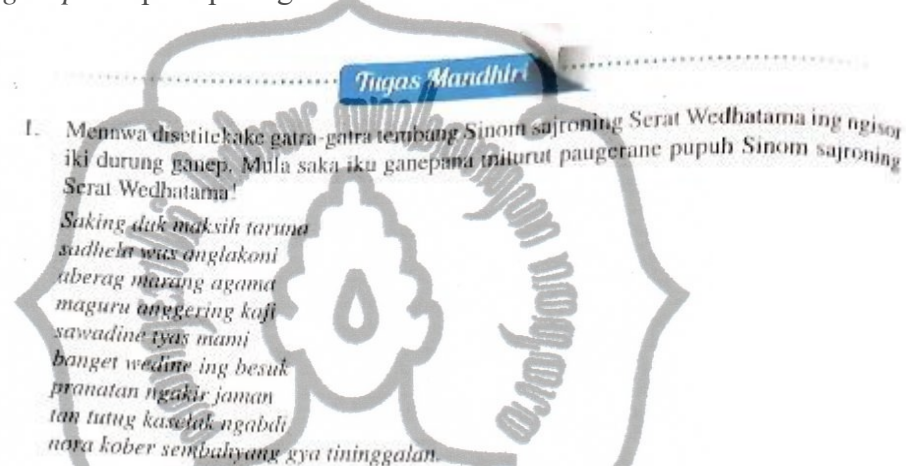 Tugas Mandhiri
1. Menawa disetitekake gatra-gatra tembang Sinom sajroning Serat Wedhatama ing ngisor
iki durung ganep. Mula saka iku ganepana miturut paugerane pupuh Sinom sajroning
Serat Wedhatama!
Saking duk maksih taruna
sadhela wus anglakoni
aberag marang agama
maguru anggering kaji
sawadine tyas mami
banget wedine ing besuk
pranatan ngakir jaman
tan tutug kaselak ngabdi
nora kober sembahyang gya tininggalan.